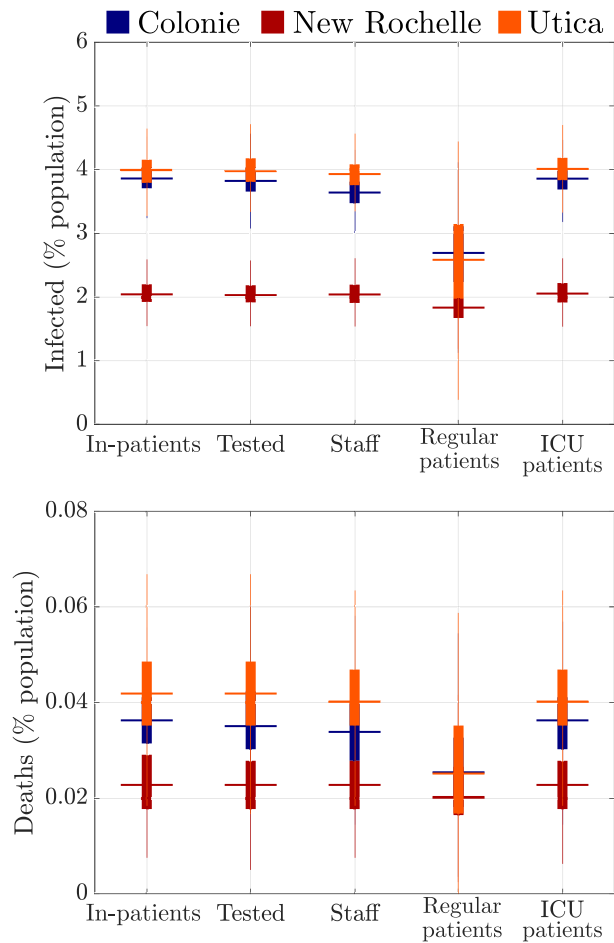 Colonie New Rochelle Utica
Infected (% population)
6
5
4
3
2
1
0
In-patients Tested Staff Regular patients ICU patients
Deaths (% population)
0.08
0.06
0.04
0.02
0
In-patients Tested Staff Regular patients ICU patients